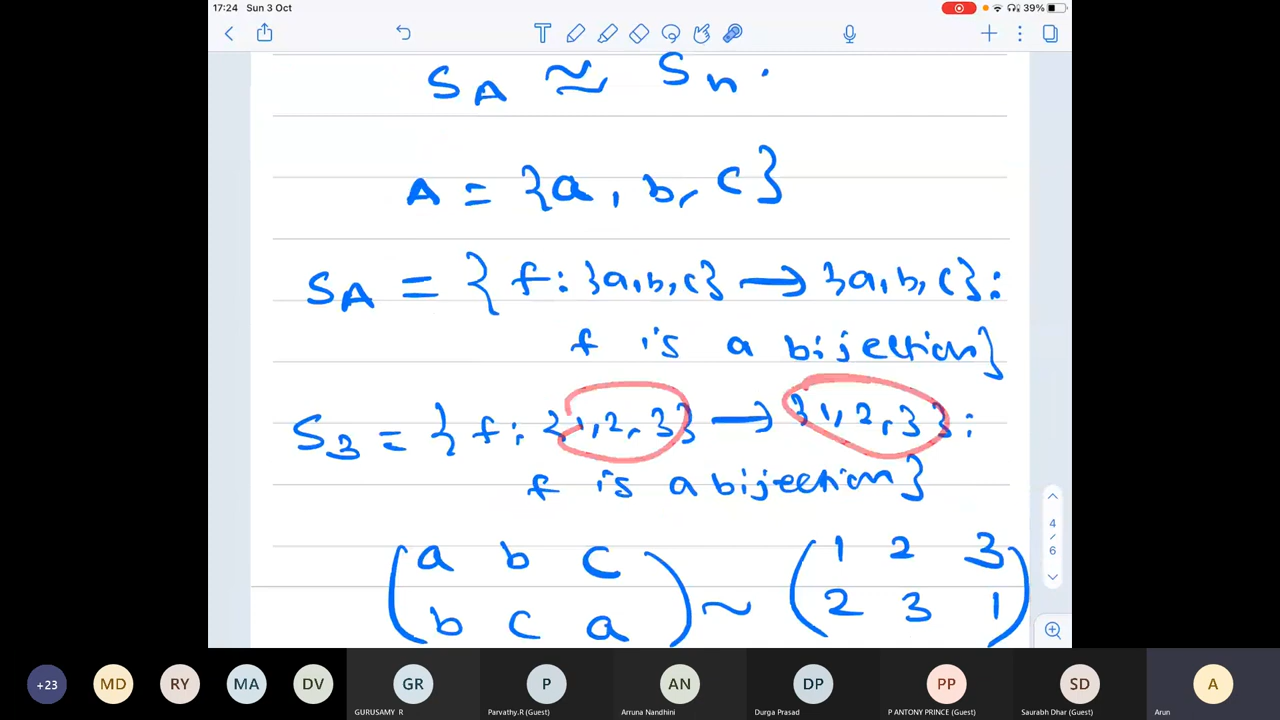 17:24 Sun 3 Oct 39%
S_A ≈ S_n.
A = {a, b, c}
S_A = { f: {a,b,c} → {a,b,c}:
f is a bijection}
S_3 = { f: {1,2,3} → {1,2,3}:
f is a bijection}
(a b c) ~ (1 2 3)
(b c a) (2 3 1)
4
/
6
+23 MD RY MA DV GR P AN DP PP SD A
GURUSAMY R Parvathy.R (Guest) Arruna Nandhini Durga Prasad P ANTONY PRINCE (Guest) Saurabh Dhar (Guest) Arun